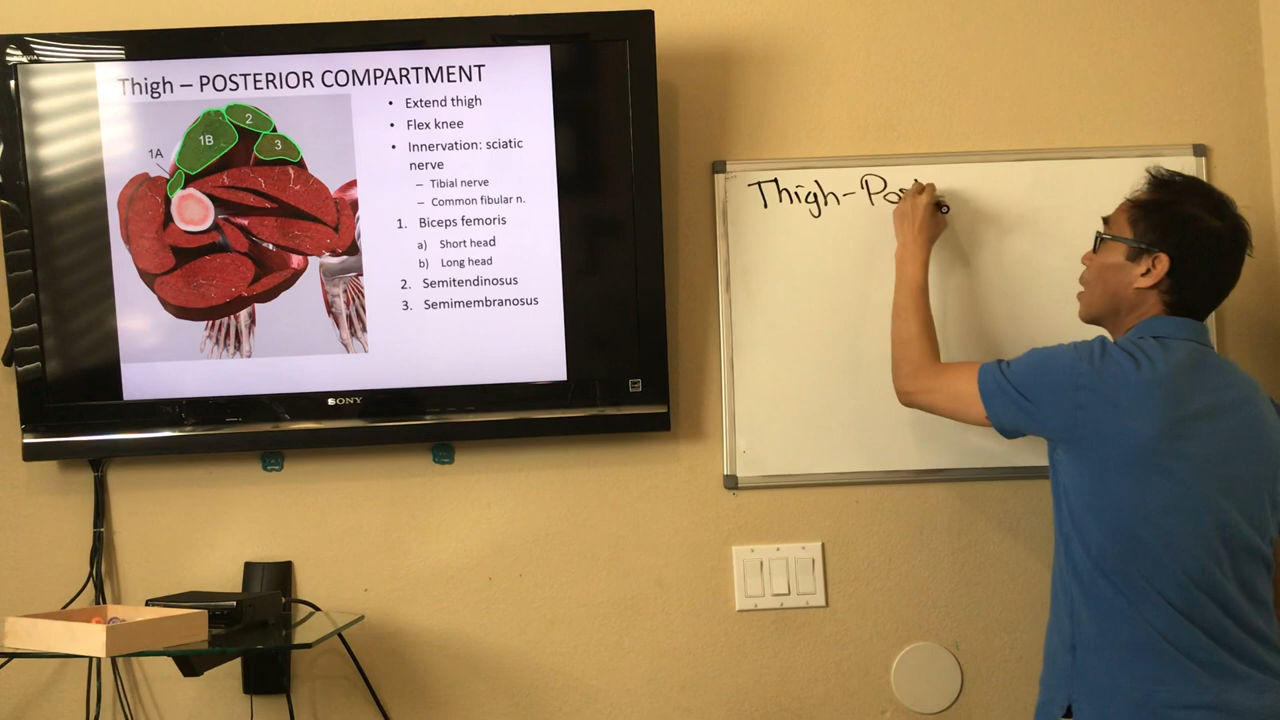 Thigh – POSTERIOR COMPARTMENT
2
1B
3
1A
• Extend thigh
• Flex knee
• Innervation: sciatic
nerve
– Tibial nerve
– Common fibular n.
1. Biceps femoris
a) Short head
b) Long head
2. Semitendinosus
3. Semimembranosus
SONY
Thigh-Pos